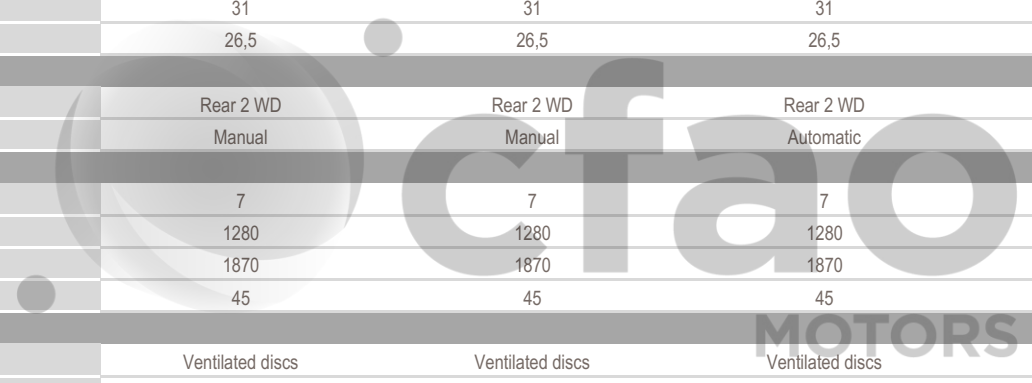 31 31 31
26,5 26,5 26,5
Rear 2 WD Rear 2 WD Rear 2 WD
Manual Manual Automatic
7 7 7
1280 1280 1280
1870 1870 1870
45 45 45
Ventilated discs Ventilated discs Ventilated discs
cfao
MOTORS